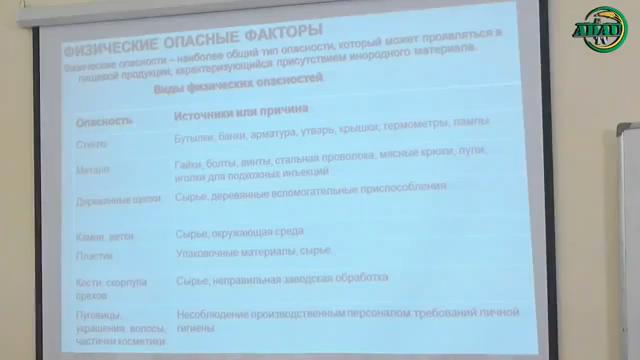 ФИЗИЧЕСКИЕ ОПАСНЫЕ ФАКТОРЫ
Физические опасности – наиболее общий тип опасности, который может проявляться в
пищевой продукции, характеризующийся присутствием инородного материала.
Виды физических опасностей
Опасность Источники или причина
Стекло Бутылки, банки, арматура, утварь, крышки, термометры, лампы
Металл Гайки, болты, винты, стальная проволока, мясные крюки, пули,
иголки для подкожных инъекций
Деревянные щепки Сырье, деревянные вспомогательные приспособления
Камни, ветки Сырье, окружающая среда
Пластик Упаковочные материалы, сырье
Кости, скорлупа Сырье, неправильная заводская обработка
орехов
Пуговицы, Несоблюдение производственным персоналом требований личной
украшения, волосы, гигиены
частички косметики